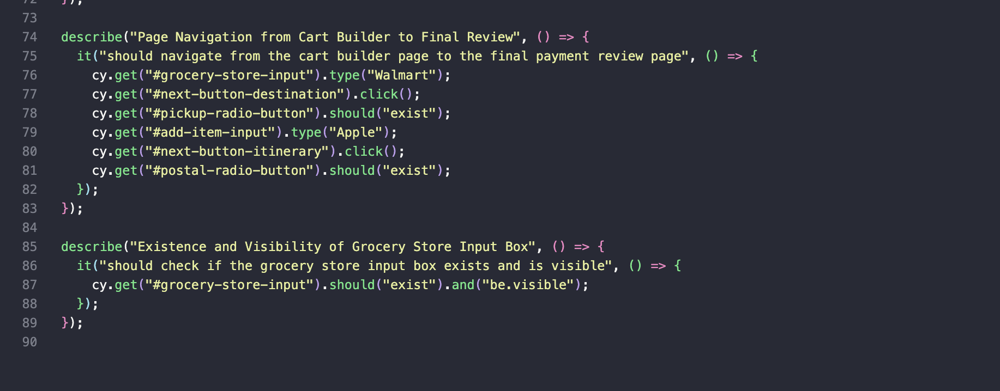 72 });
73
74 describe("Page Navigation from Cart Builder to Final Review", () => {
75   it("should navigate from the cart builder page to the final payment review page", () => {
76     cy.get("#grocery-store-input").type("Walmart");
77     cy.get("#next-button-destination").click();
78     cy.get("#pickup-radio-button").should("exist");
79     cy.get("#add-item-input").type("Apple");
80     cy.get("#next-button-itinerary").click();
81     cy.get("#postal-radio-button").should("exist");
82   });
83 });
84
85 describe("Existence and Visibility of Grocery Store Input Box", () => {
86   it("should check if the grocery store input box exists and is visible", () => {
87     cy.get("#grocery-store-input").should("exist").and("be.visible");
88   });
89 });
90